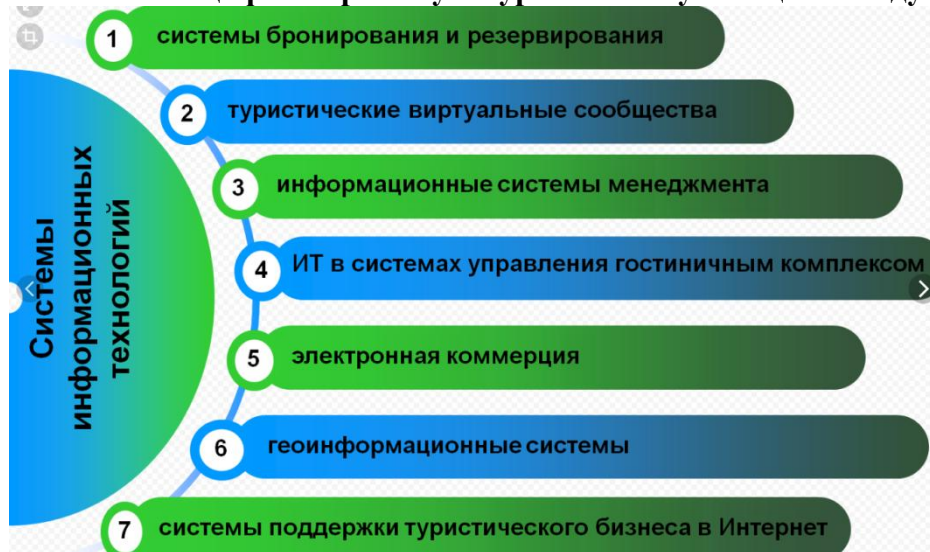 1 системы бронирования и резервирования
2 туристические виртуальные сообщества
3 информационные системы менеджмента
4 ИТ в системах управления гостиничным комплексом
5 электронная коммерция
6 геоинформационные системы
7 системы поддержки туристического бизнеса в Интернет
Системы
информационных
технологий